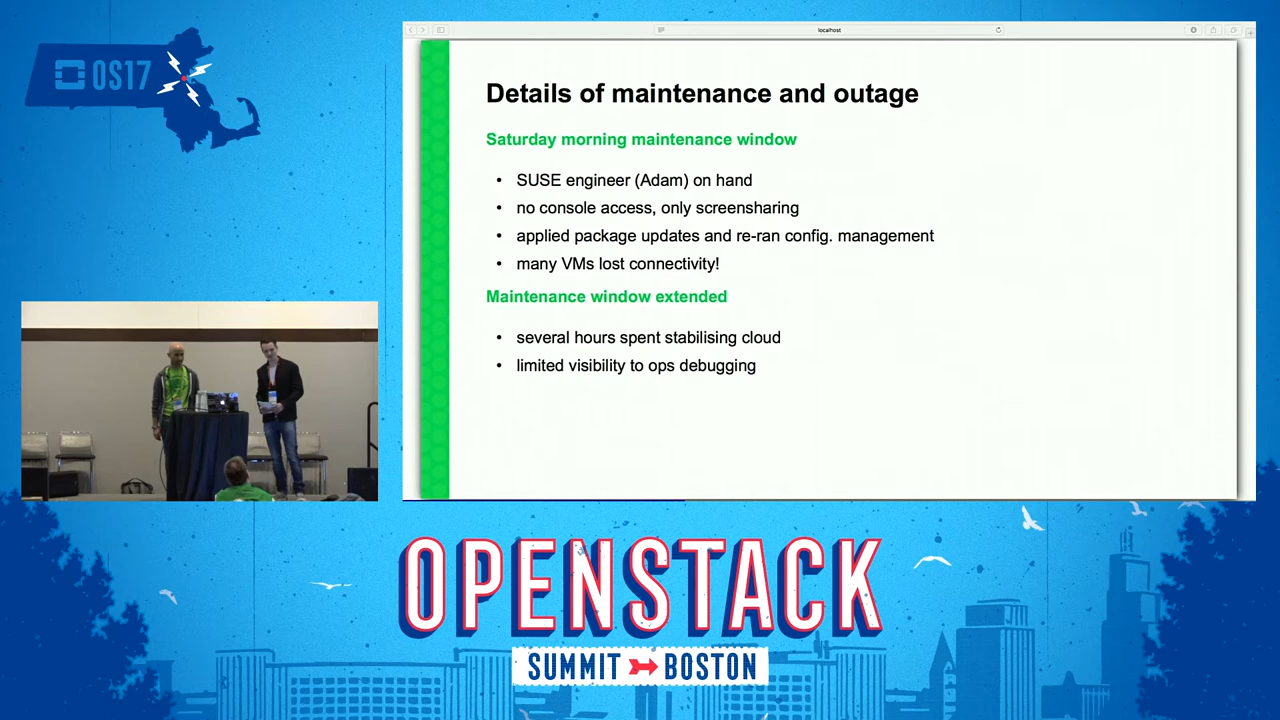 OS17
localhost
Details of maintenance and outage
Saturday morning maintenance window
• SUSE engineer (Adam) on hand
• no console access, only screensharing
• applied package updates and re-ran config. management
• many VMs lost connectivity!
Maintenance window extended
• several hours spent stabilising cloud
• limited visibility to ops debugging
OPENSTACK
SUMMIT BOSTON